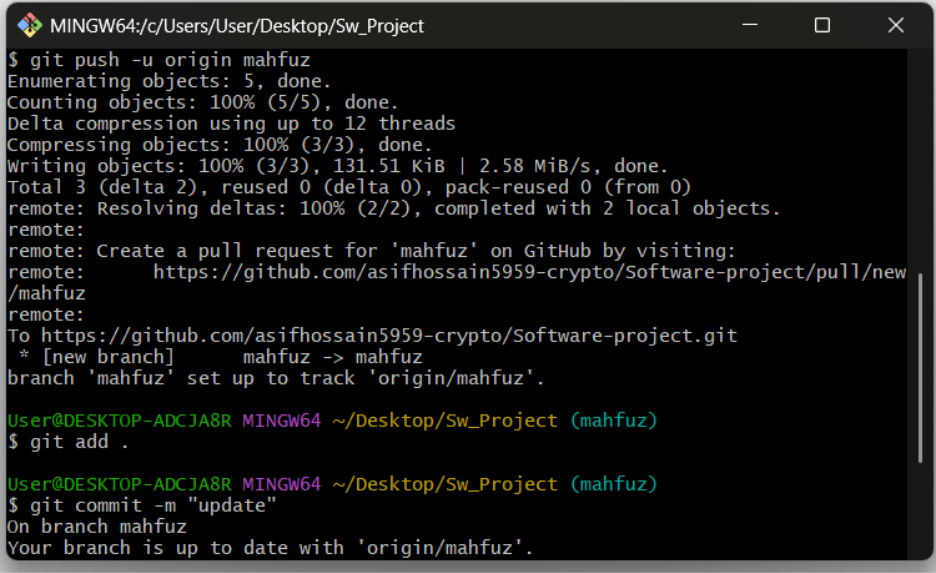 MINGW64:/c/Users/User/Desktop/Sw_Project
$ git push -u origin mahfuz
Enumerating objects: 5, done.
Counting objects: 100% (5/5), done.
Delta compression using up to 12 threads
Compressing objects: 100% (3/3), done.
Writing objects: 100% (3/3), 131.51 KiB | 2.58 MiB/s, done.
Total 3 (delta 2), reused 0 (delta 0), pack-reused 0 (from 0)
remote: Resolving deltas: 100% (2/2), completed with 2 local objects.
remote:
remote: Create a pull request for 'mahfuz' on GitHub by visiting:
remote:      https://github.com/asifhossain5959-crypto/Software-project/pull/new
/mahfuz
remote:
To https://github.com/asifhossain5959-crypto/Software-project.git
 * [new branch]      mahfuz -> mahfuz
branch 'mahfuz' set up to track 'origin/mahfuz'.
User@DESKTOP-ADCJA8R MINGW64 ~/Desktop/Sw_Project (mahfuz)
$ git add .
User@DESKTOP-ADCJA8R MINGW64 ~/Desktop/Sw_Project (mahfuz)
$ git commit -m "update"
On branch mahfuz
Your branch is up to date with 'origin/mahfuz'.